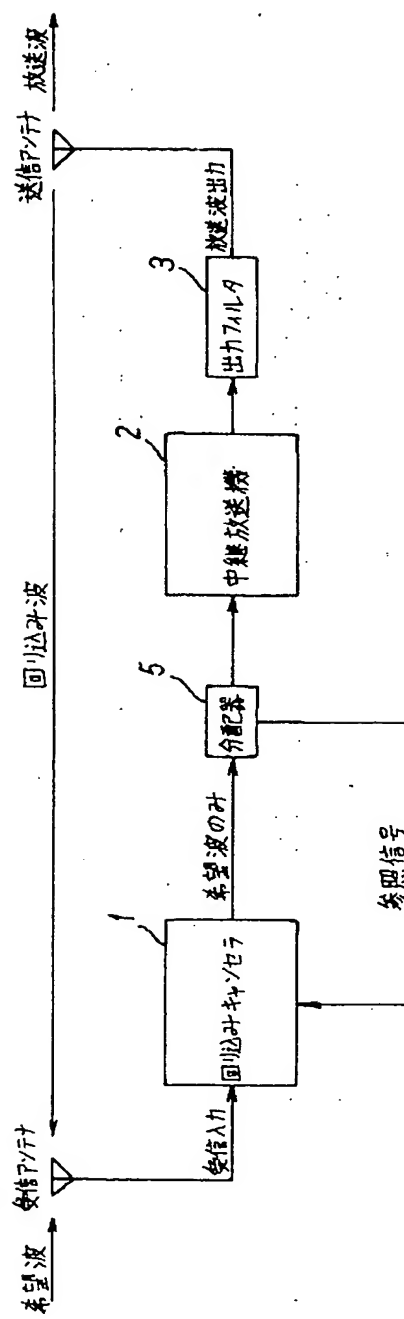 希望波
受信アンテナ
回り込み波
送信アンテナ
放送波
受信入力
1
回り込みキャンセラ
希望波のみ
5
分配器
2
中継放送機
3
出力フィルタ
放送波出力
参照信号